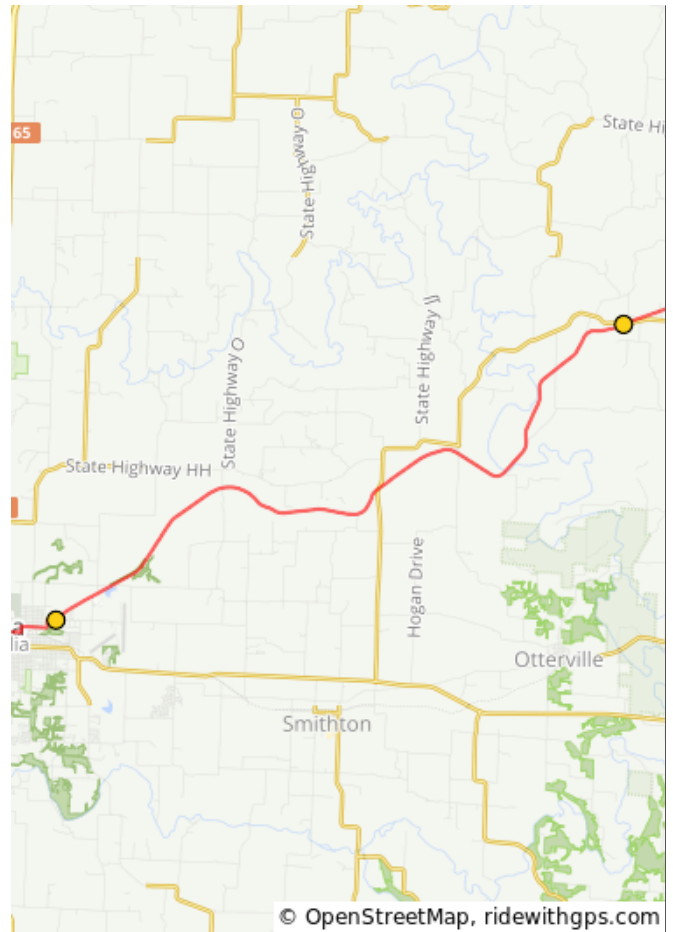 65
State Hi
State Highway O
State Highway JJ
State Highway O
State Highway HH
Hogan Drive
a
lia
Otterville
Smithton
© OpenStreetMap, ridewithgps.com